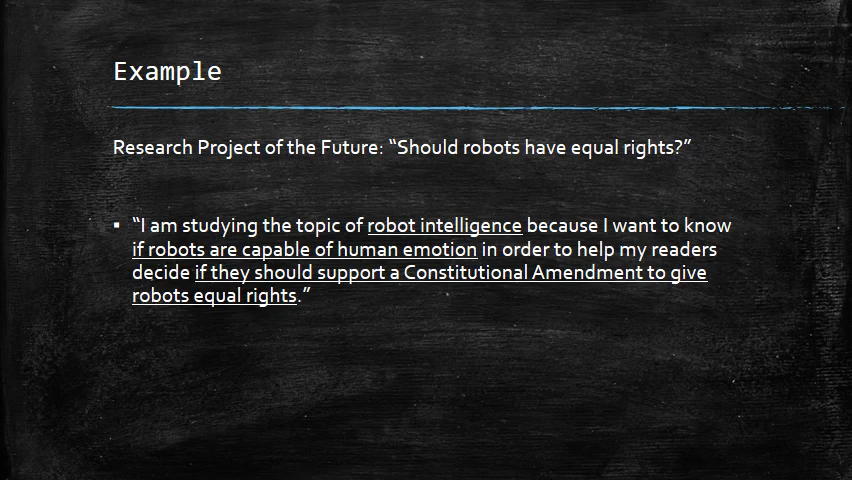 Example
Research Project of the Future: “Should robots have equal rights?”
▪ “I am studying the topic of robot intelligence because I want to know
if robots are capable of human emotion in order to help my readers
decide if they should support a Constitutional Amendment to give
robots equal rights.”